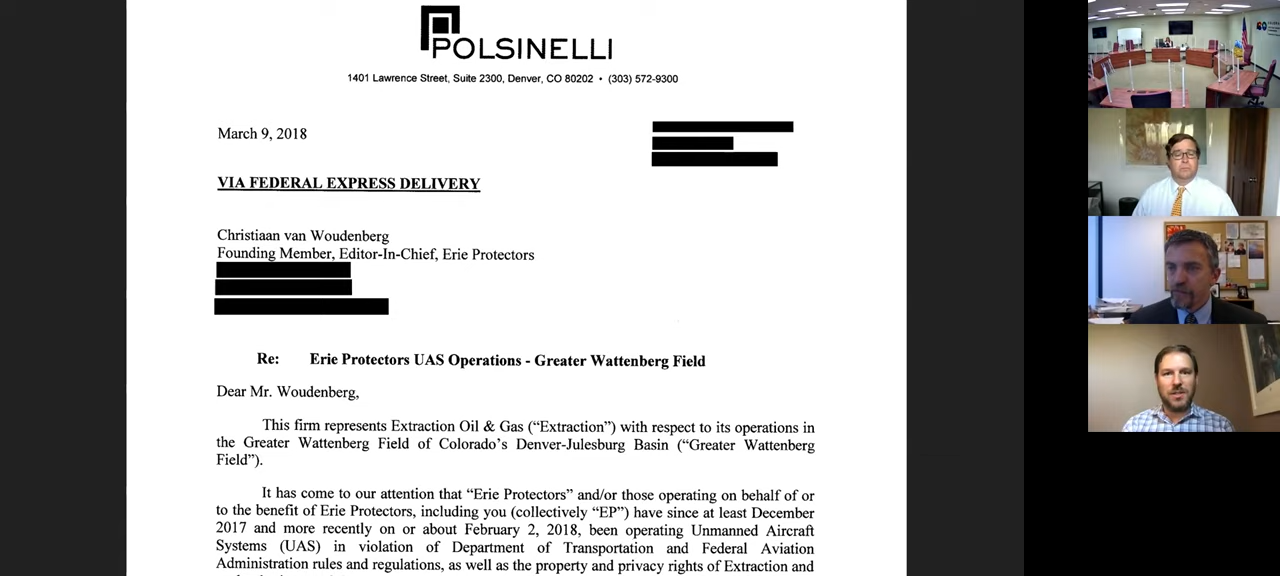 POLSINELLI
1401 Lawrence Street, Suite 2300, Denver, CO 80202 • (303) 572-9300
March 9, 2018
VIA FEDERAL EXPRESS DELIVERY
Christiaan van Woudenberg
Founding Member, Editor-In-Chief, Erie Protectors
Re: Erie Protectors UAS Operations - Greater Wattenberg Field
Dear Mr. Woudenberg,
This firm represents Extraction Oil & Gas (“Extraction”) with respect to its operations in
the Greater Wattenberg Field of Colorado’s Denver-Julesburg Basin (“Greater Wattenberg
Field”).
It has come to our attention that “Erie Protectors” and/or those operating on behalf of or
to the benefit of Erie Protectors, including you (collectively “EP”) have since at least December
2017 and more recently on or about February 2, 2018, been operating Unmanned Aircraft
Systems (UAS) in violation of Department of Transportation and Federal Aviation
Administration rules and regulations, as well as the property and privacy rights of Extraction and